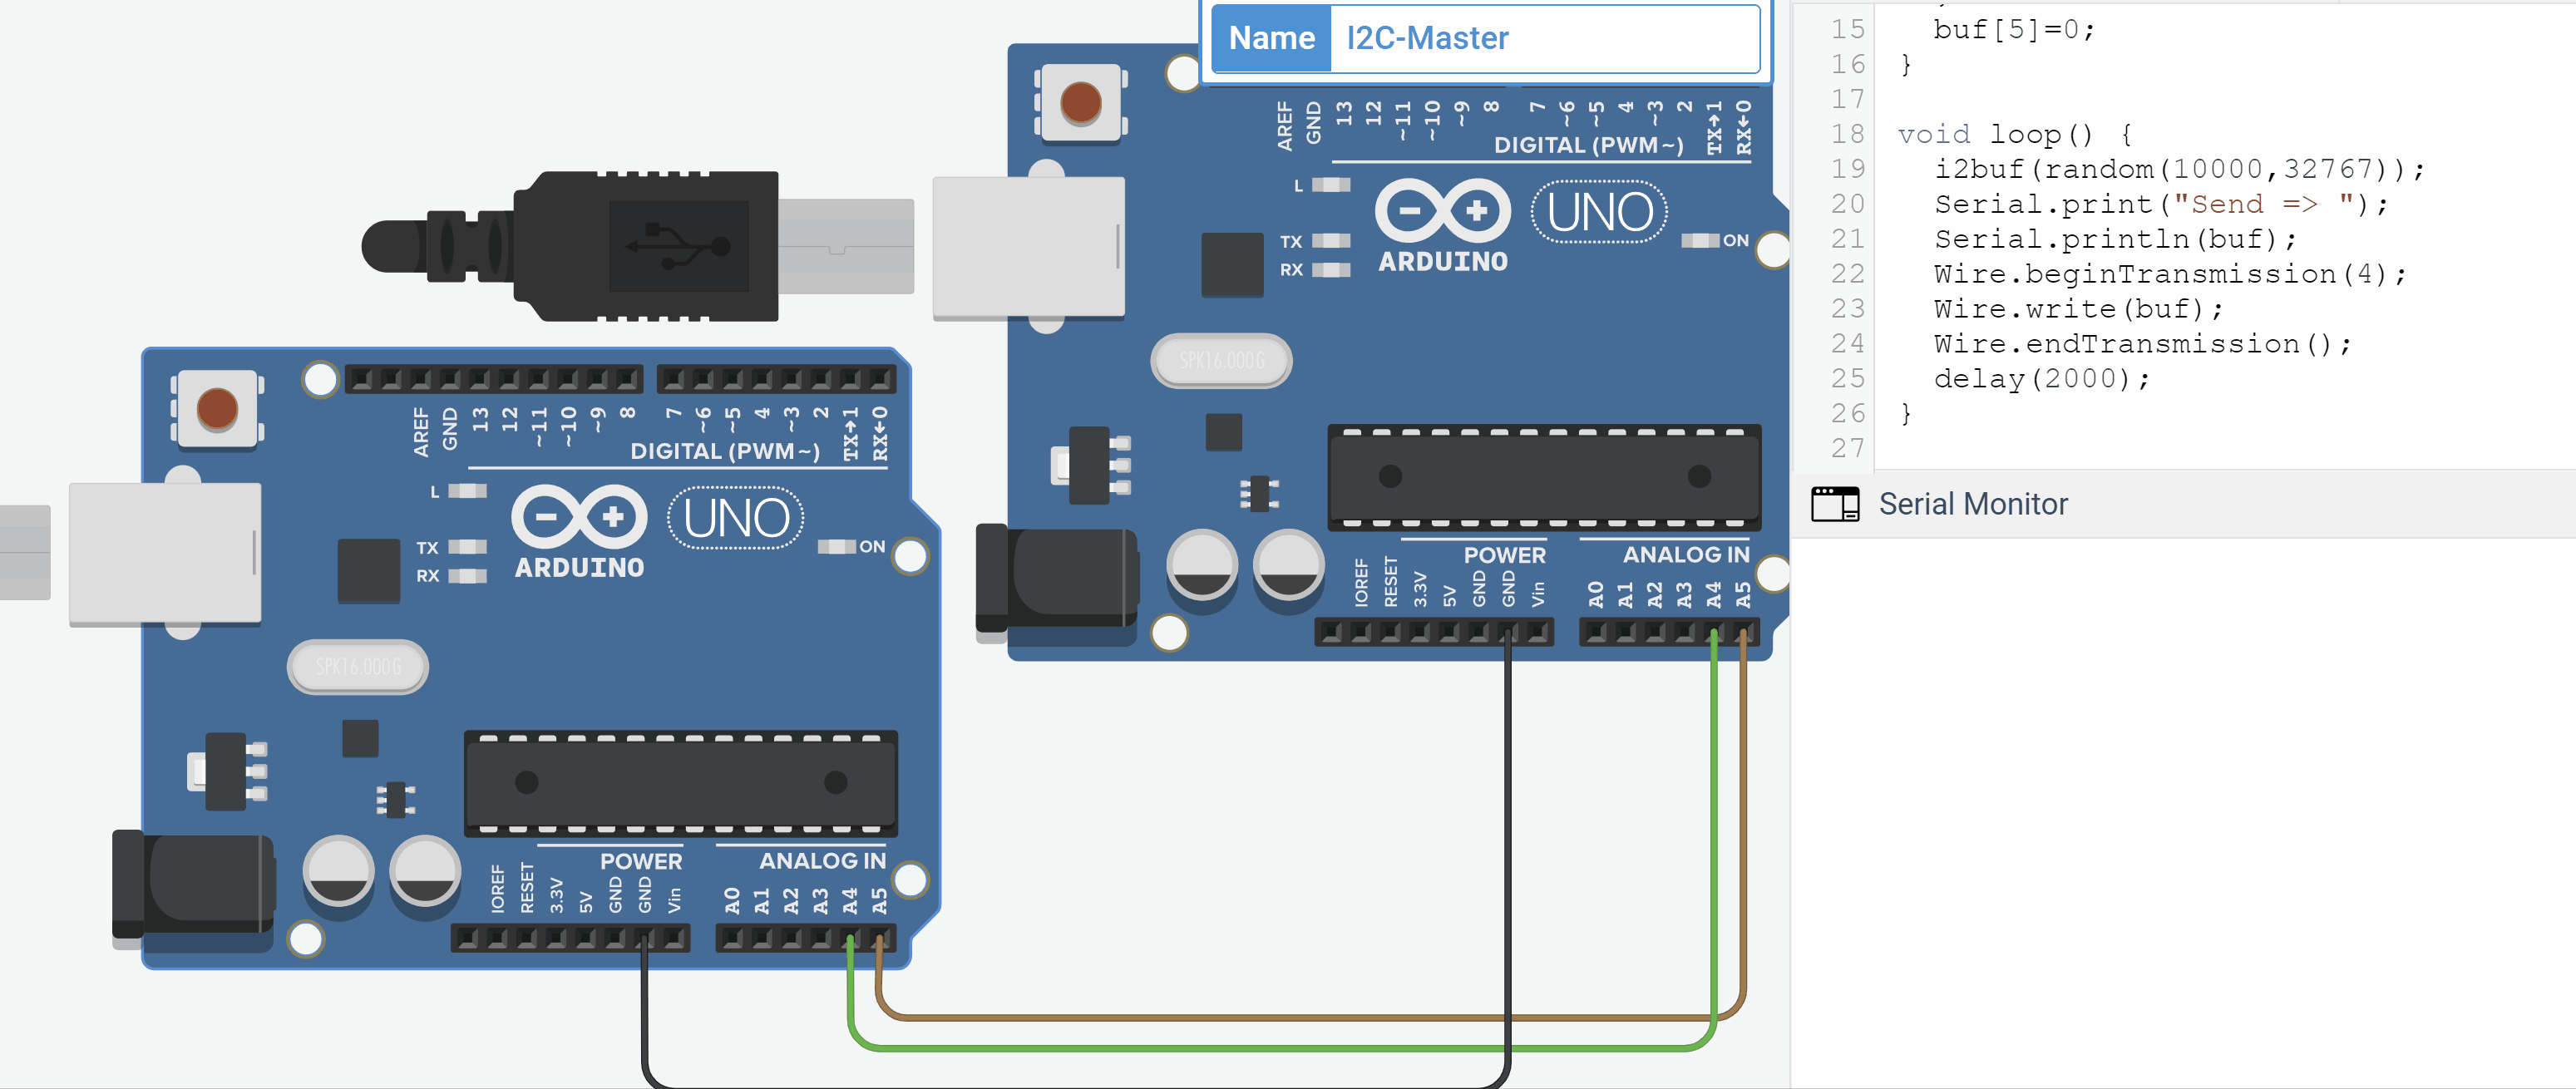 Name I2C-Master
AREF GND 13 12 ~11 ~10 ~9 8 7 ~6 ~5 4 ~3 2 TX→1 RX←0
DIGITAL (PWM~)
L
UNO
TX
ON
RX
ARDUINO
SPK16.000G
POWER
ANALOG IN
IOREF RESET 3.3V 5V GND GND Vin A0 A1 A2 A3 A4 A5
AREF GND 13 12 ~11 ~10 ~9 8 7 ~6 ~5 4 ~3 2 TX→1 RX←0
DIGITAL (PWM~)
L
UNO
TX
ON
RX
ARDUINO
SPK16.000G
POWER
ANALOG IN
IOREF RESET 3.3V 5V GND GND Vin A0 A1 A2 A3 A4 A5
15 buf[5]=0;
16 }
17
18 void loop() {
19 i2buf(random(10000,32767));
20 Serial.print("Send => ");
21 Serial.println(buf);
22 Wire.beginTransmission(4);
23 Wire.write(buf);
24 Wire.endTransmission();
25 delay(2000);
26 }
27
Serial Monitor